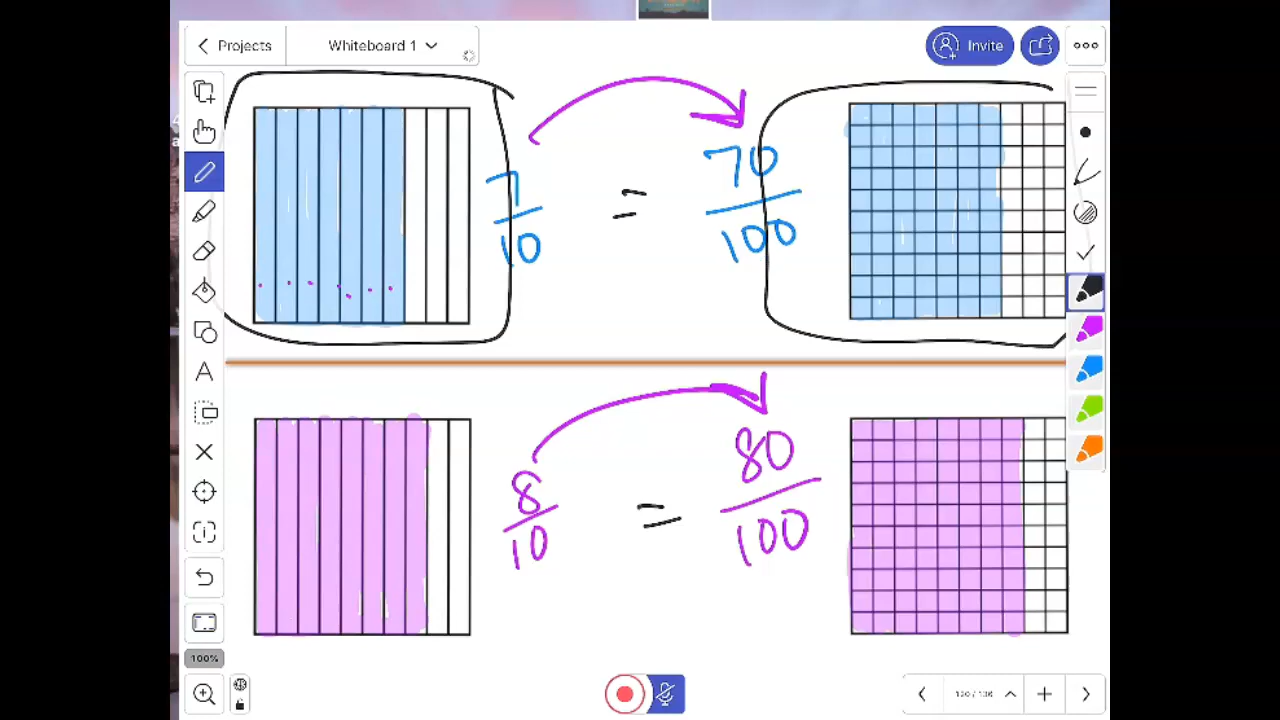 Projects
Whiteboard 1
Invite
7/10 = 70/100
8/10 = 80/100
A
100%